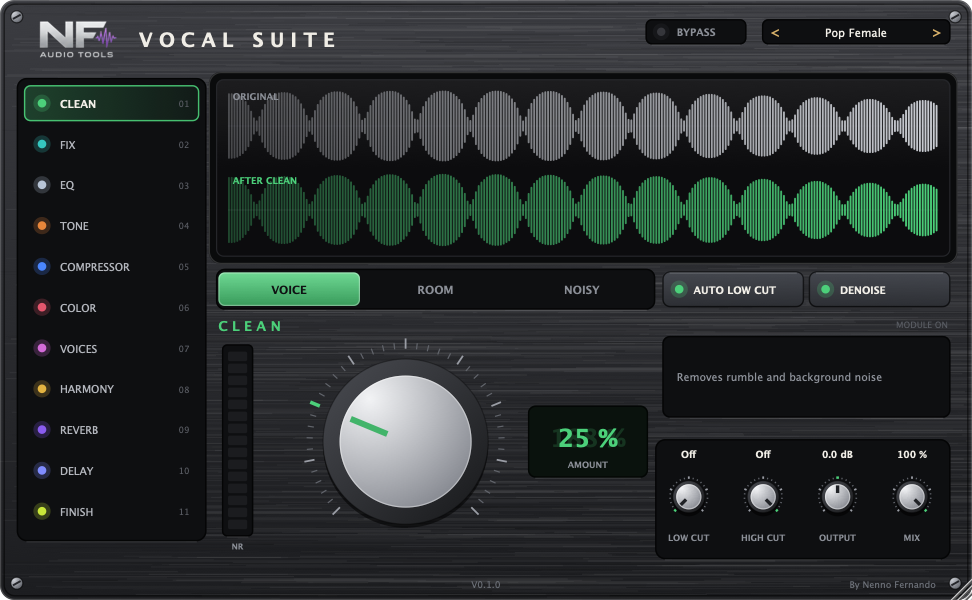 NF
AUDIO TOOLS
VOCAL SUITE
BYPASS
< Pop Female >
CLEAN 01
FIX 02
EQ 03
TONE 04
COMPRESSOR 05
COLOR 06
VOICES 07
HARMONY 08
REVERB 09
DELAY 10
FINISH 11
ORIGINAL
AFTER CLEAN
VOICE ROOM NOISY
AUTO LOW CUT
DENOISE
CLEAN
MODULE ON
Removes rumble and background noise
25 %
AMOUNT
NR
Off Off 0.0 dB 100 %
LOW CUT HIGH CUT OUTPUT MIX
V0.1.0
By Nenno Fernando